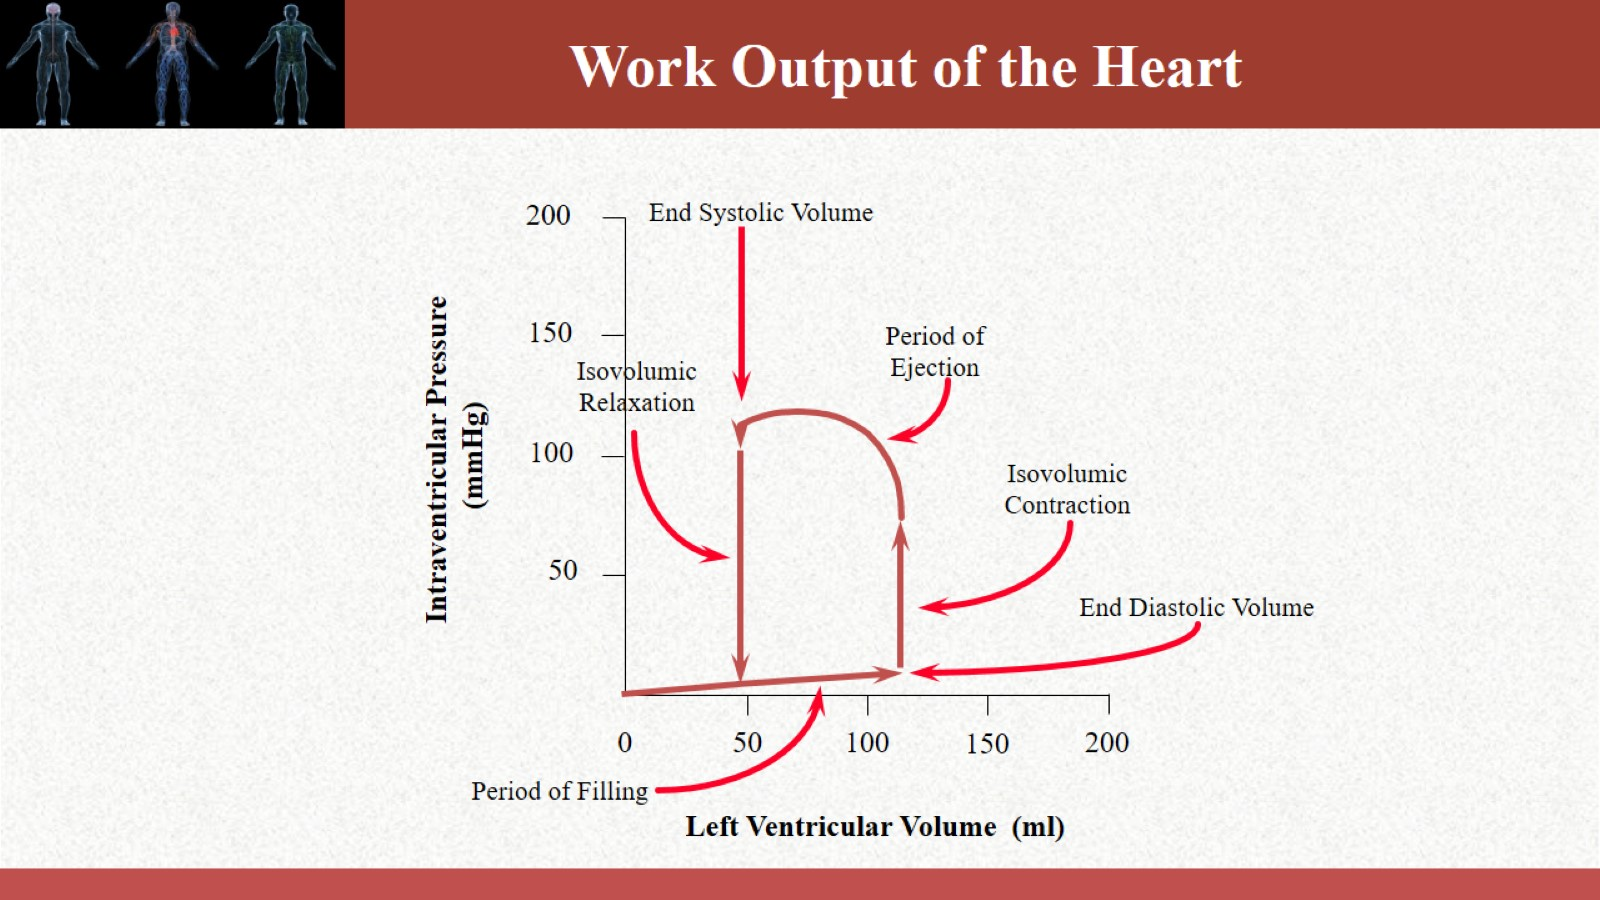 Work Output of the Heart
200
End Systolic Volume
150
Period of
Ejection
Isovolumic
Relaxation
Intraventricular Pressure
(mmHg)
100
Isovolumic
Contraction
50
End Diastolic Volume
0
50
100
150
200
Period of Filling
Left Ventricular Volume (ml)